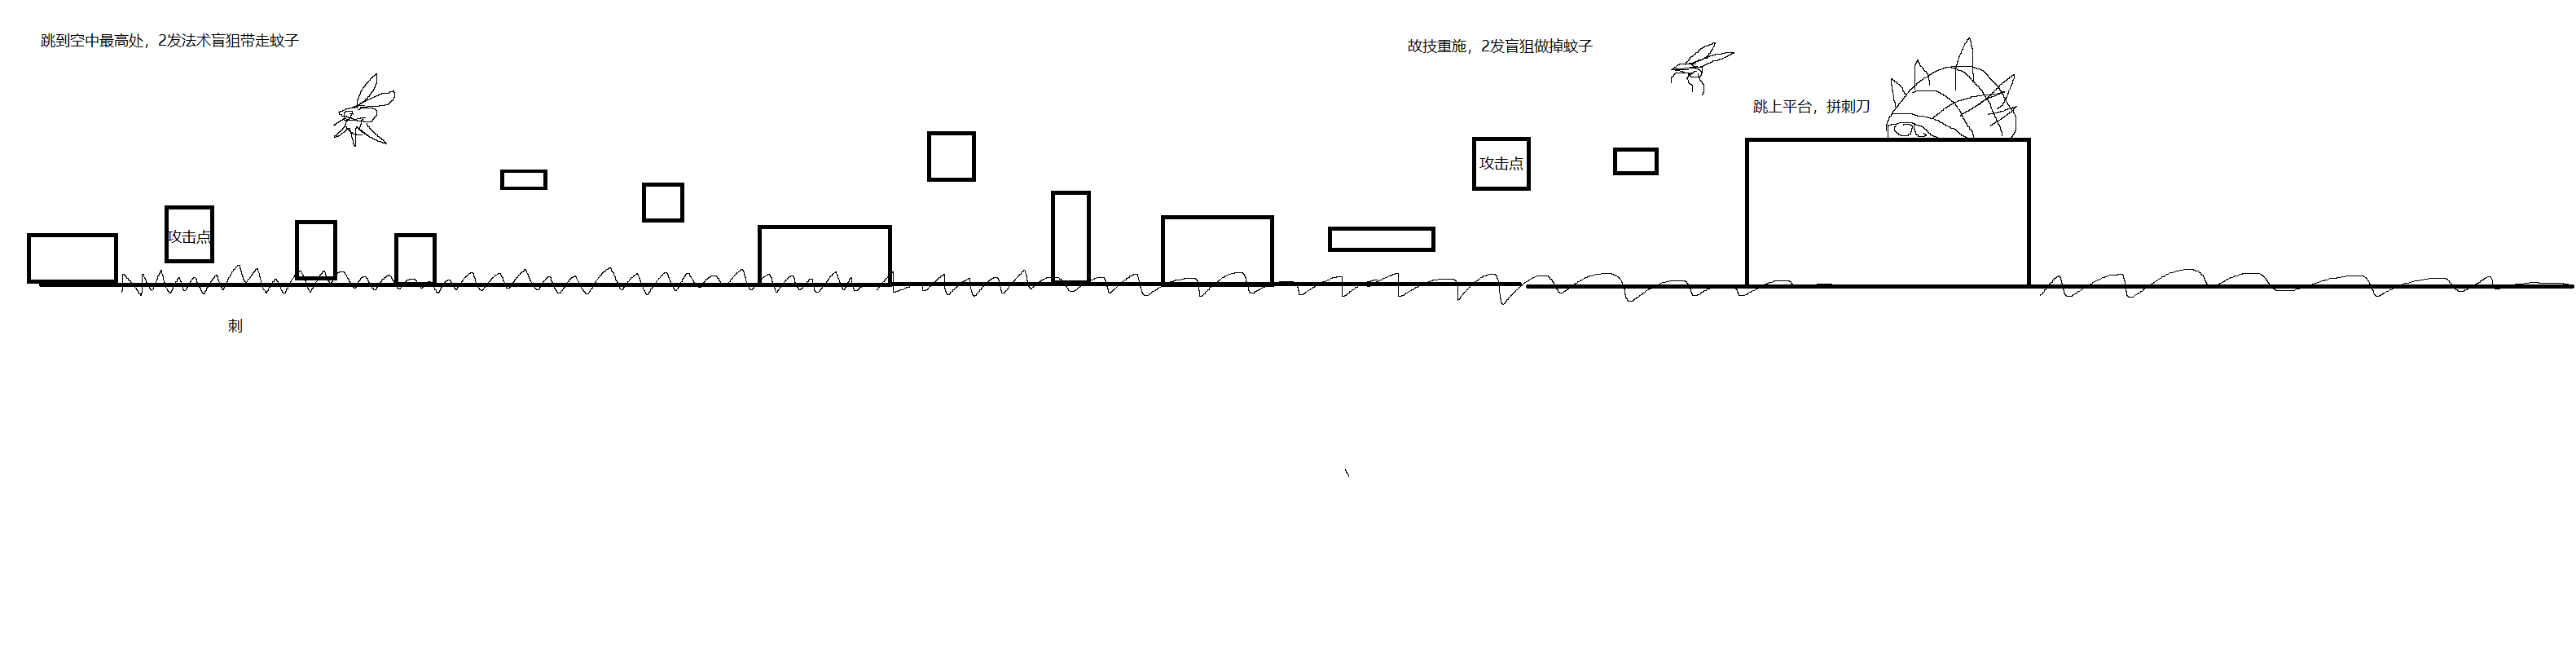 跳到空中最高处，2发法术盲狙带走蚊子
故技重施，2发盲狙做掉蚊子
跳上平台，拼刺刀
攻击点
攻击点
刺